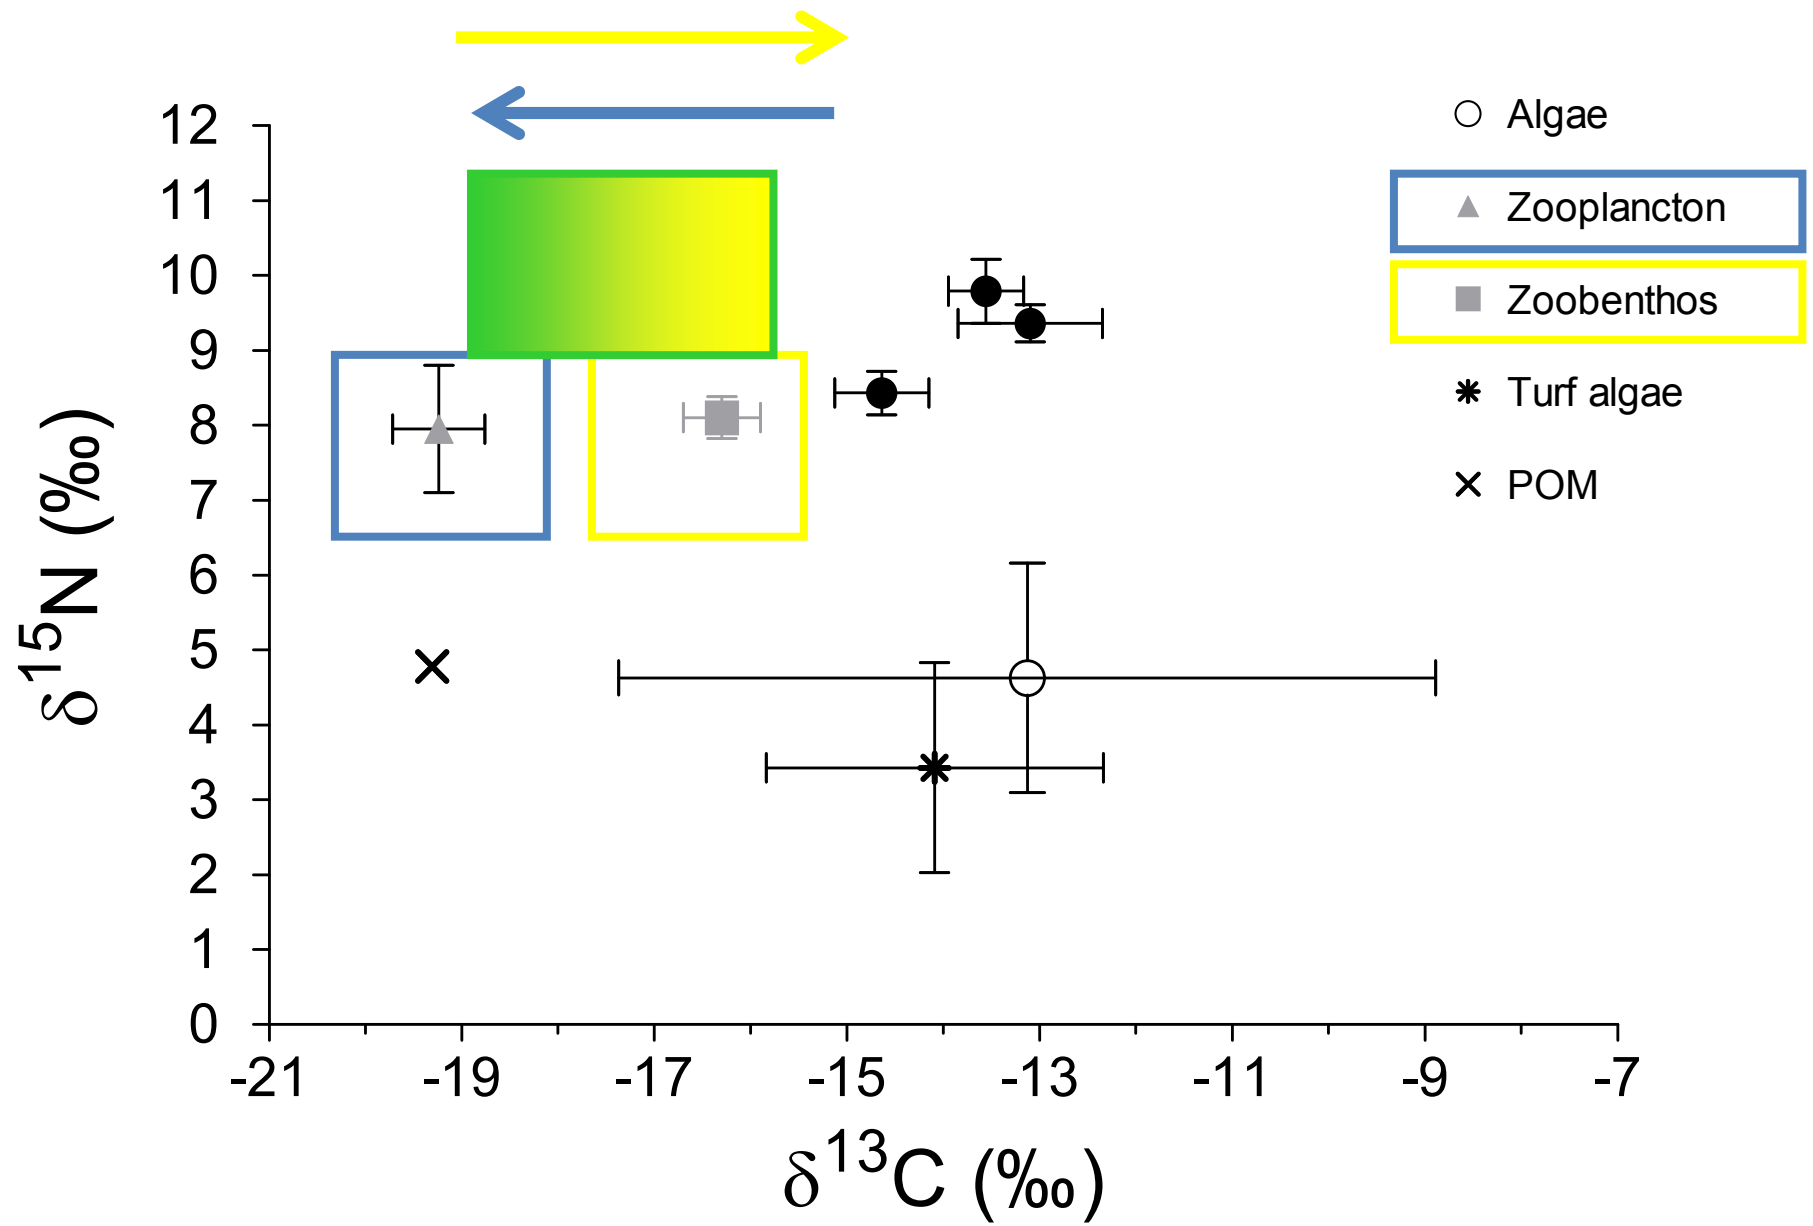 12
11
10
9
8
7
6
5
4
3
2
1
0
-21 -19 -17 -15 -13 -11 -9 -7
δ15N (‰)
δ13C (‰)
Algae
Zooplancton
Zoobenthos
Turf algae
POM